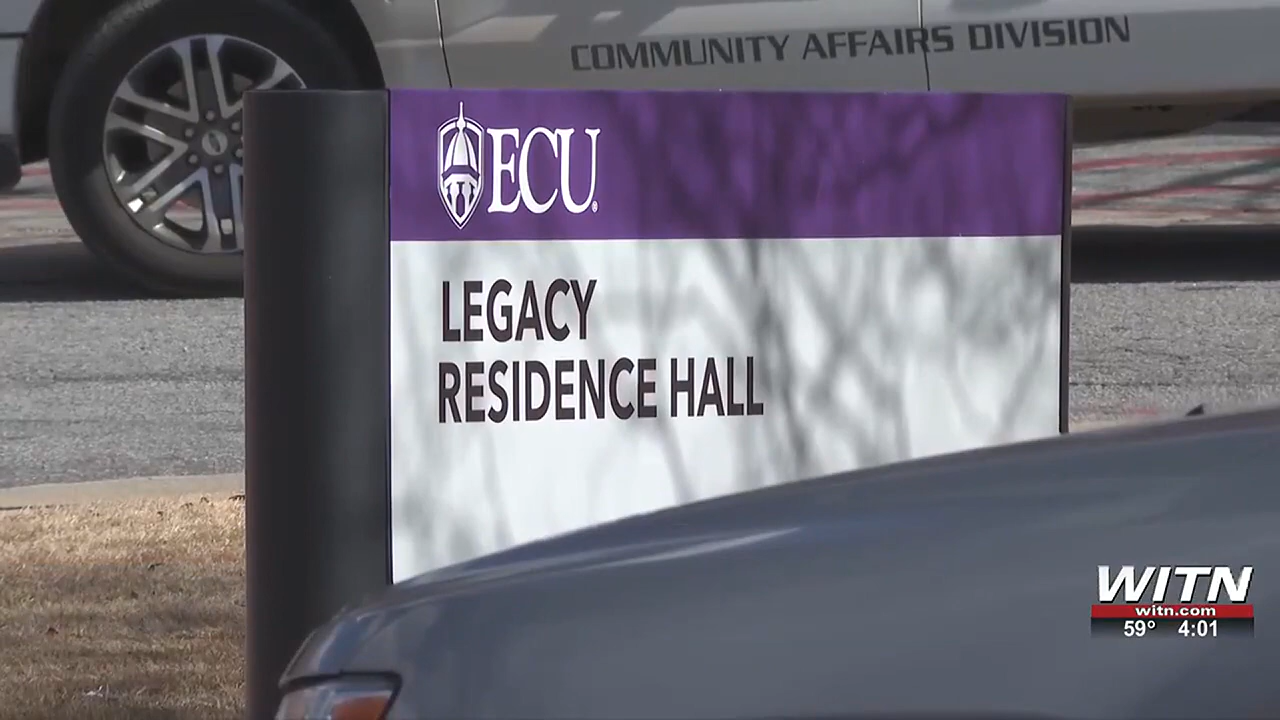 COMMUNITY AFFAIRS DIVISION
ECU®
LEGACY
RESIDENCE HALL
WITN
witn.com
59° 4:01